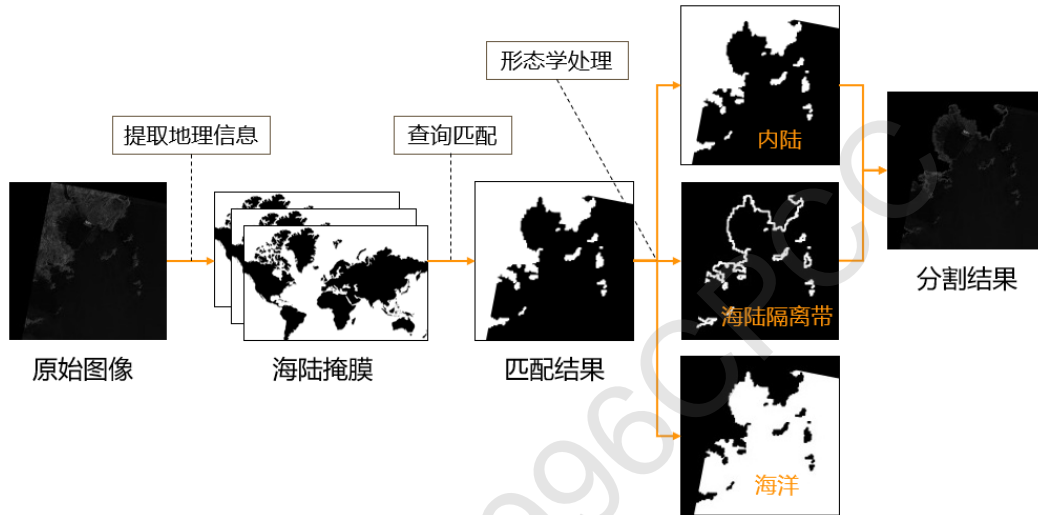 形态学处理
提取地理信息
查询匹配
内陆
海陆隔离带
海洋
原始图像
海陆掩膜
匹配结果
分割结果
996CPCC